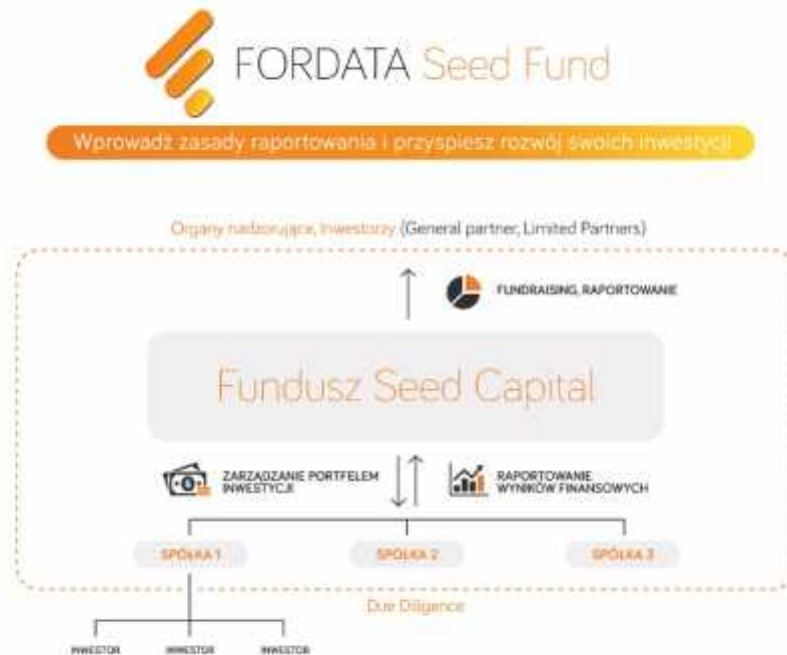 FORDATA Seed Fund
Wprowadź zasady raportowania i przyspiesz rozwój swoich inwestycji
Organy nadzorujące, Inwestorzy (General partner, Limited Partners)
FUNDRAISING, RAPORTOWANIE
Fundusz Seed Capital
ZARZĄDZANIE PORTFELEM
INWESTYCJI
RAPORTOWANIE
WYNIKÓW FINANSOWYCH
SPÓŁKA 1
SPÓŁKA 2
SPÓŁKA 3
Due Diligence
INWESTOR
INWESTOR
INWESTOR